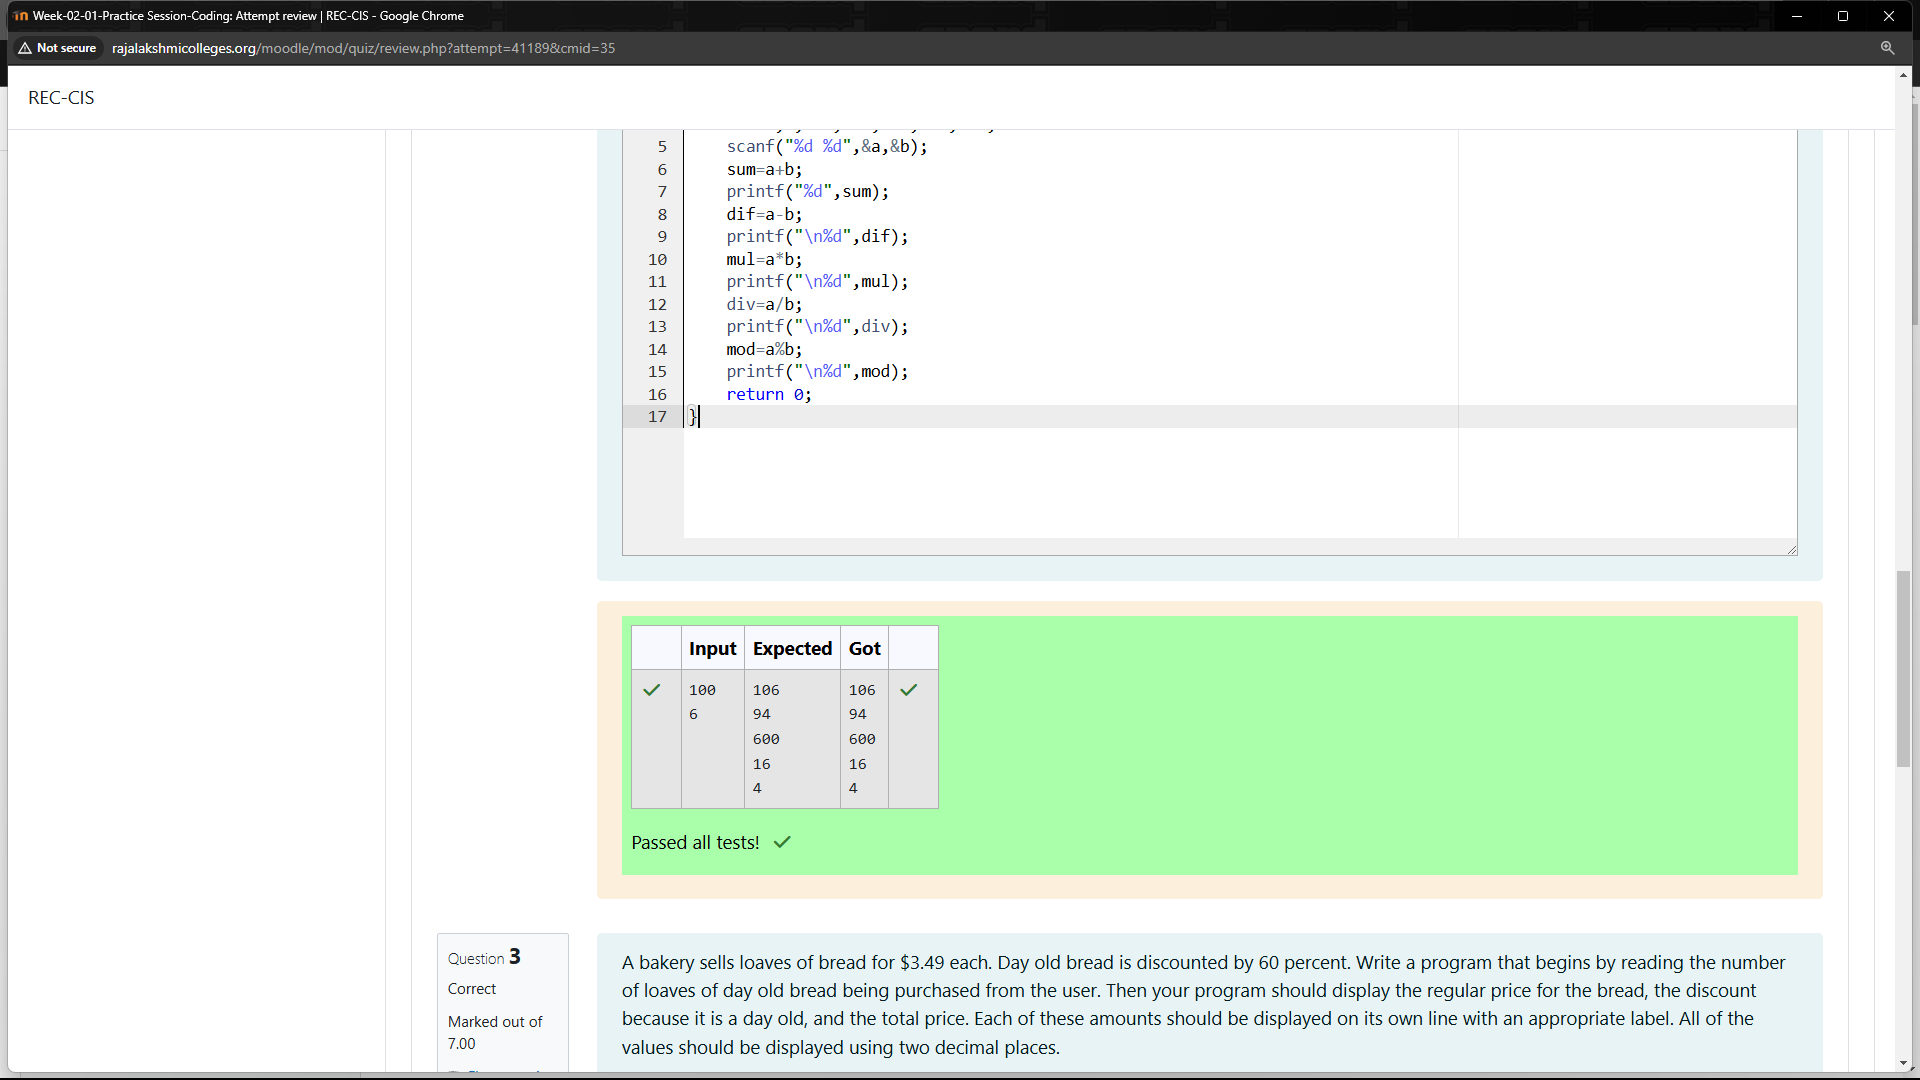 Week-02-01-Practice Session-Coding: Attempt review | REC-CIS - Google Chrome
Not secure rajalakshmicolleges.org/moodle/mod/quiz/review.php?attempt=41189&cmid=35
REC-CIS
5 scanf("%d %d",&a,&b);
6 sum=a+b;
7 printf("%d",sum);
8 dif=a-b;
9 printf("\n%d",dif);
10 mul=a*b;
11 printf("\n%d",mul);
12 div=a/b;
13 printf("\n%d",div);
14 mod=a%b;
15 printf("\n%d",mod);
16 return 0;
17 }
Input Expected Got
100 106 106
6 94 94
600 600
16 16
4 4
Passed all tests!
Question 3
Correct
Marked out of
7.00
A bakery sells loaves of bread for $3.49 each. Day old bread is discounted by 60 percent. Write a program that begins by reading the number
of loaves of day old bread being purchased from the user. Then your program should display the regular price for the bread, the discount
because it is a day old, and the total price. Each of these amounts should be displayed on its own line with an appropriate label. All of the
values should be displayed using two decimal places.